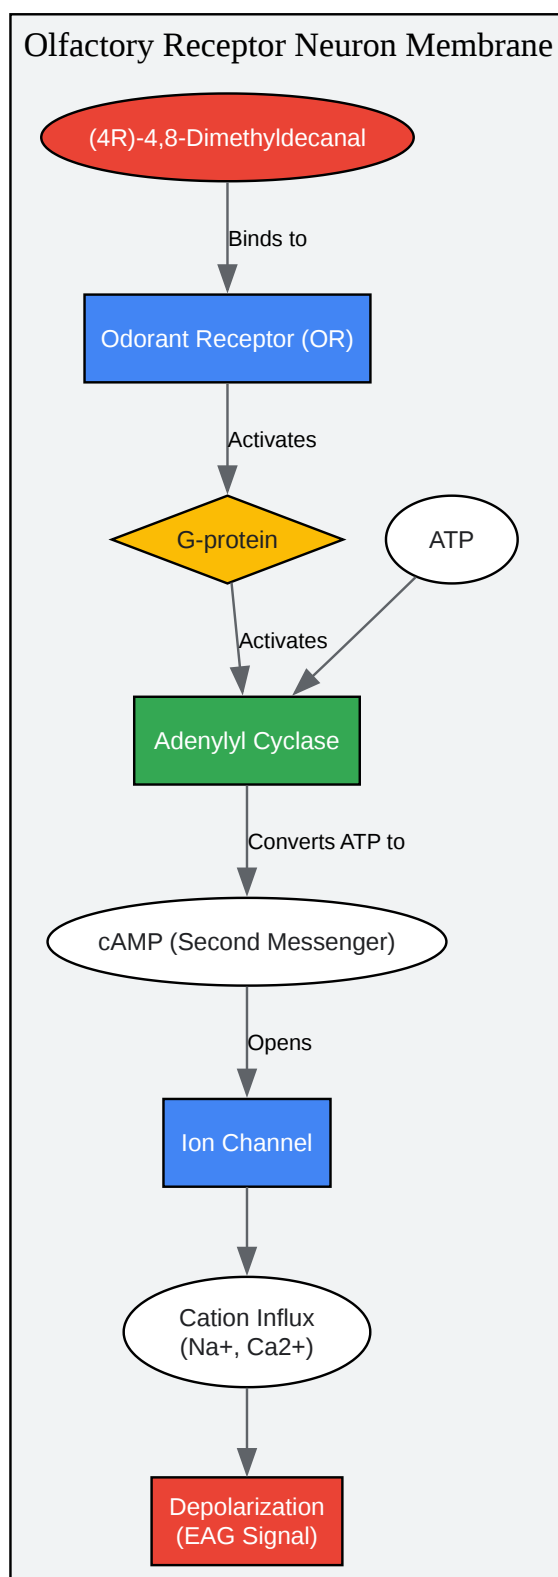 Olfactory Receptor Neuron Membrane
(4R)-4,8-Dimethyldecanal
Binds to
Odorant Receptor (OR)
Activates
G-protein
ATP
Activates
Adenylyl Cyclase
Converts ATP to
cAMP (Second Messenger)
Opens
Ion Channel
Cation Influx
(Na+, Ca2+)
Depolarization
(EAG Signal)